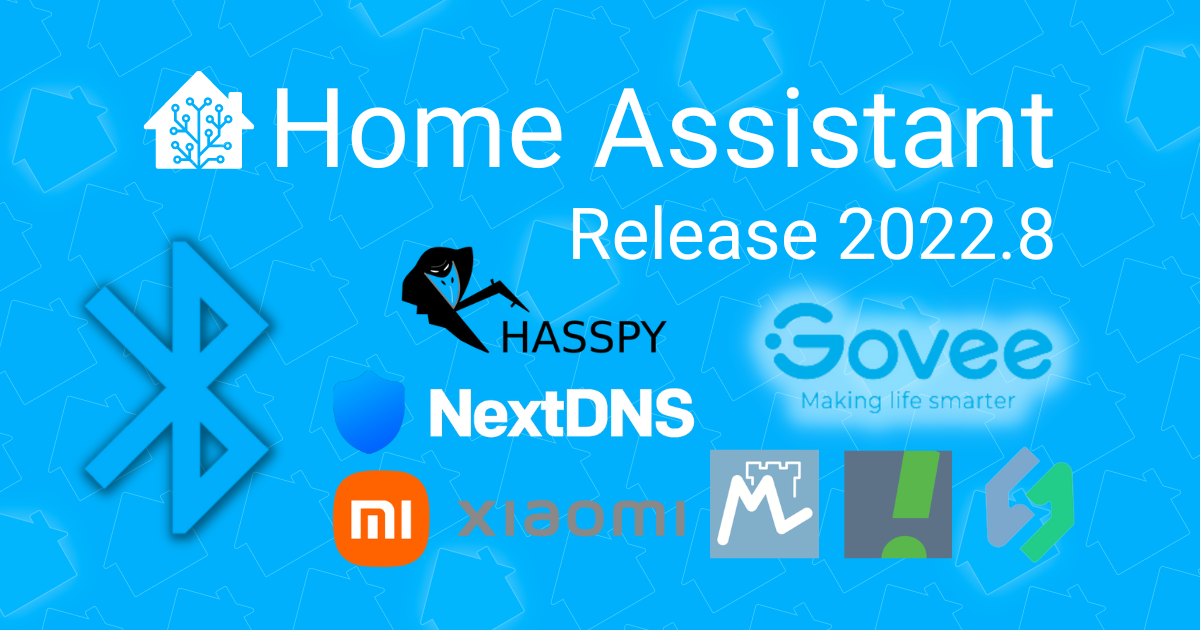 Home Assistant
Release 2022.8
HASSPY
Govee
Making life smarter
NextDNS
mi xiaomi